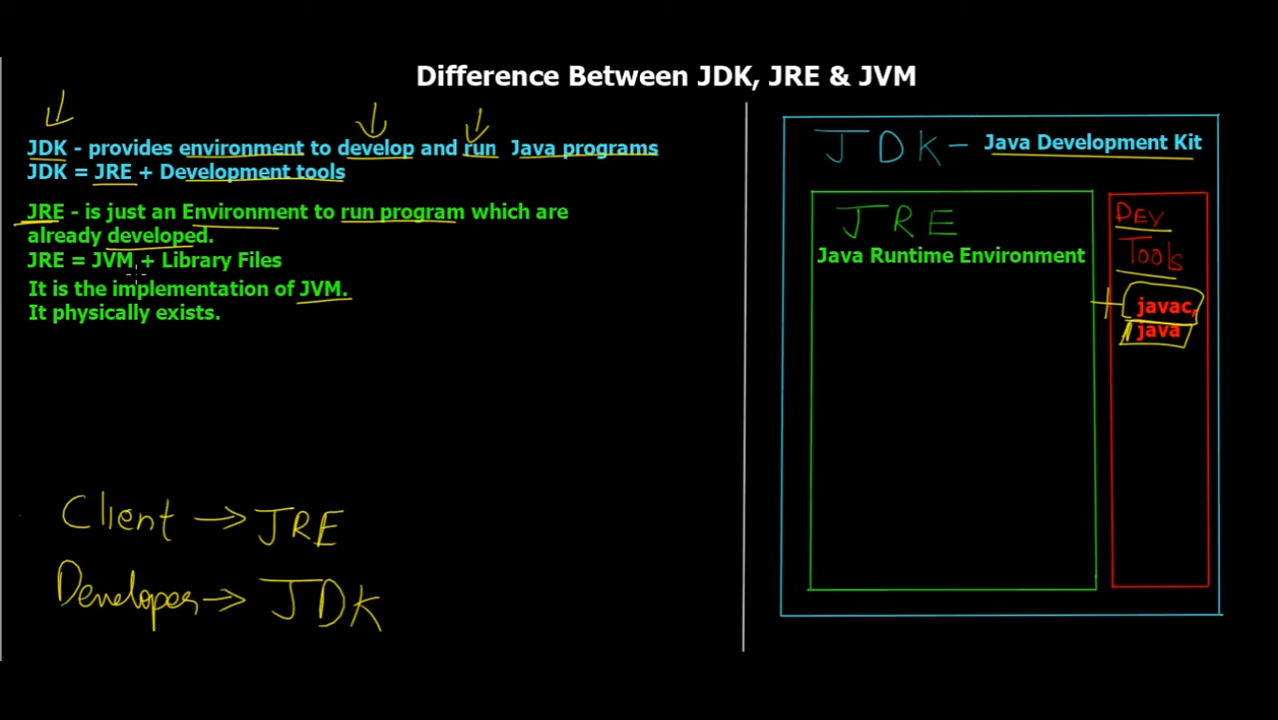 Difference Between JDK, JRE & JVM
JDK - provides environment to develop and run Java programs
JDK = JRE + Development tools
JRE - is just an Environment to run program which are
already developed.
JRE = JVM + Library Files
It is the implementation of JVM.
It physically exists.
Client → JRE
Developer → JDK
JDK - Java Development Kit
JRE
Java Runtime Environment
DEV
Tools
+ javac,
java